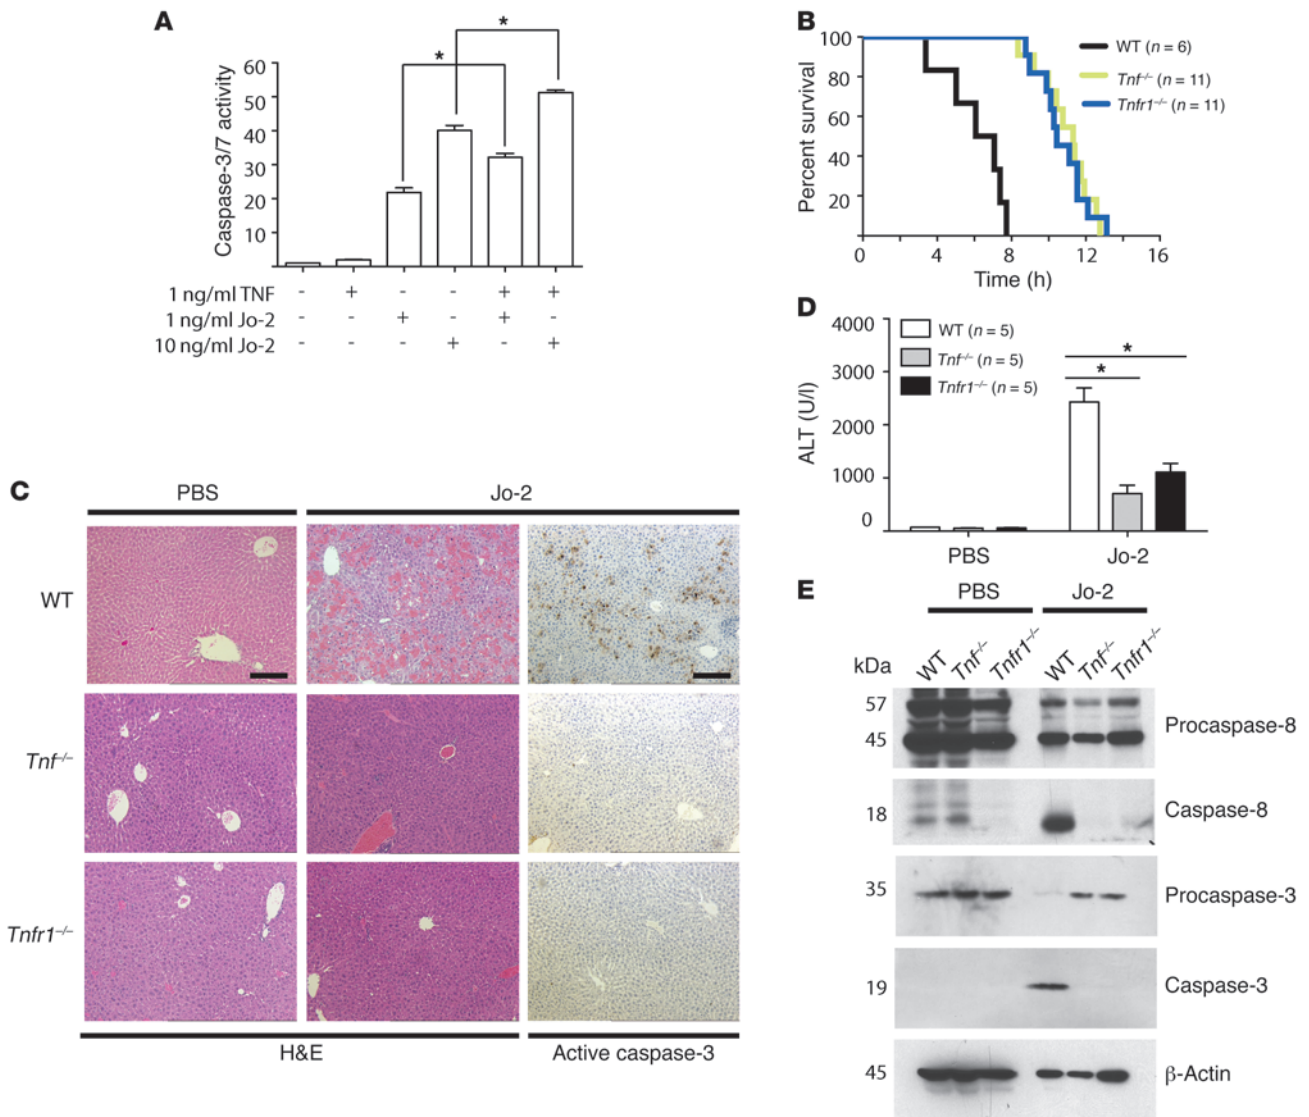 A
*
*
Caspase-3/7 activity
60
50
40
30
20
10
1 ng/ml TNF - + - - + +
1 ng/ml Jo-2 - - + - + -
10 ng/ml Jo-2 - - - + - +
B
Percent survival
100
80
60
40
20
0 4 8 12 16
Time (h)
WT (n = 6)
Tnf–/– (n = 11)
Tnfr1–/– (n = 11)
C
PBS Jo-2
WT
Tnf–/–
Tnfr1–/–
H&E Active caspase-3
D
ALT (U/l)
4000
3000
2000
1000
0
WT (n = 5)
Tnf–/– (n = 5)
Tnfr1–/– (n = 5)
*
*
PBS Jo-2
E
PBS Jo-2
kDa WT Tnf–/– Tnfr1–/– WT Tnf–/– Tnfr1–/–
57
45 Procaspase-8
18 Caspase-8
35 Procaspase-3
19 Caspase-3
45 β-Actin